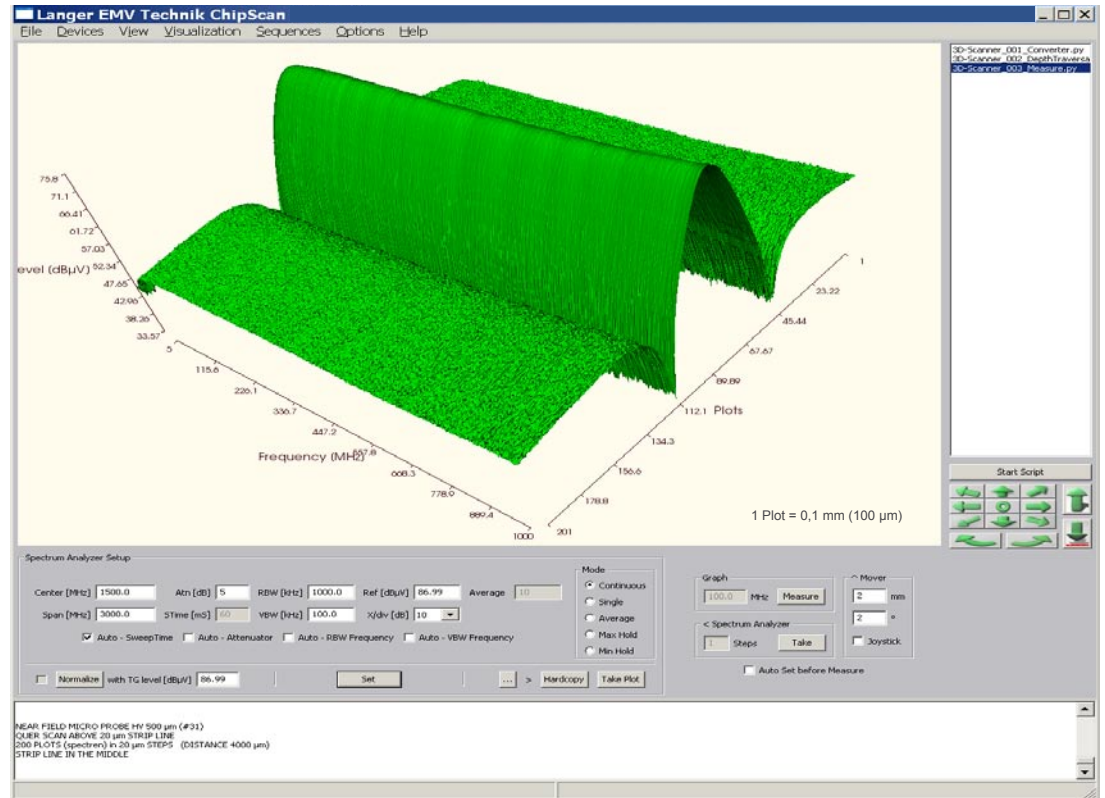 Langer EMV Technik ChipScan
File Devices View Visualization Sequences Options Help
3D-Scanner_001_Converter.py
3D-Scanner_002_DepthTraversa
3D-Scanner_003_Measure.py
75.8
71.1
66.41
61.72
57.03
evel (dBµV) 52.34
47.65
42.96
38.26
33.57
5
115.6
226.1
336.7
447.2
557.8
Frequency (MHz)
668.3
778.9
889.4
1000
1
23.22
45.44
67.67
89.89
112.1 Plots
134.3
156.6
178.8
201
1 Plot = 0,1 mm (100 µm)
Start Script
Spectrum Analyzer Setup
Center [MHz] 1500.0 Atn [dB] 5 RBW [kHz] 1000.0 Ref [dBµV] 86.99 Average 10
Span [MHz] 3000.0 STime [mS] 60 VBW [kHz] 100.0 X/div [dB] 10
Auto - SweepTime Auto - Attenuator Auto - RBW Frequency Auto - VBW Frequency
Normalize with TG level [dBµV] 86.99 Set ... > Hardcopy Take Plot
Mode
Continuous
Single
Average
Max Hold
Min Hold
Graph
100.0 MHz Measure
< Spectrum Analyzer
1 Steps Take
^ Mover
2 mm
2 °
Joystick
Auto Set before Measure
NEAR FIELD MICRO PROBE HV 500 µm (#31)
QUER SCAN ABOVE 20 µm STRIP LINE
200 PLOTS (spectren) in 20 µm STEPS (DISTANCE 4000 µm)
STRIP LINE IN THE MIDDLE